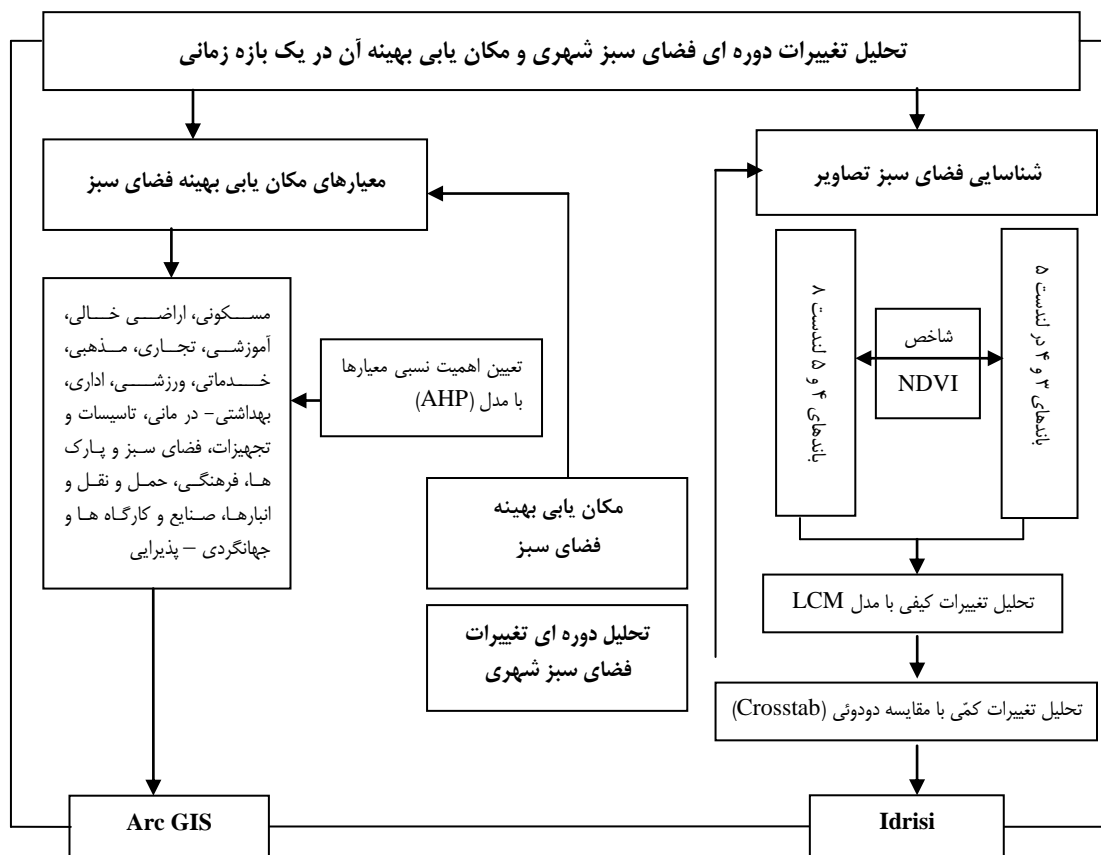 تحلیل تغییرات دوره ای فضای سبز شهری و مکان یابی بهینه آن در یک بازه زمانی
شناسایی فضای سبز تصاویر
معیارهای مکان یابی بهینه فضای سبز
باندهای ۳ و ۴ در لندست ۵
شاخص
NDVI
باندهای ۴ و ۵ لندست ۸
مسکونی، اراضی خالی،
آموزشی، تجاری، مذهبی،
خدماتی، ورزشی، اداری،
بهداشتی- در مانی، تاسیسات و
تجهیزات، فضای سبز و پارک
ها، فرهنگی، حمل و نقل و
انبارها، صنایع و کارگاه ها و
جهانگردی – پذیرایی
تعیین اهمیت نسبی معیارها
با مدل (AHP)
مکان یابی بهینه
فضای سبز
تحلیل دوره ای تغییرات
فضای سبز شهری
تحلیل تغییرات کیفی با مدل LCM
تحلیل تغییرات کمّی با مقایسه دودوئی (Crosstab)
Idrisi
Arc GIS